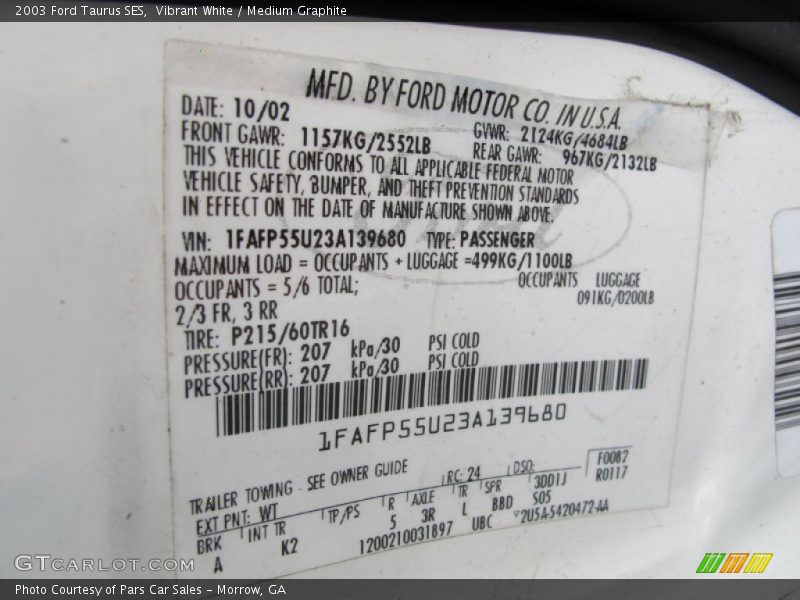 2003 Ford Taurus SES,  Vibrant White / Medium Graphite
MFD. BY FORD MOTOR CO. IN U.S.A.
DATE: 10/02 GVWR: 2124KG/4684LB
FRONT GAWR: 1157KG/2552LB REAR GAWR: 967KG/2132LB
THIS VEHICLE CONFORMS TO ALL APPLICABLE FEDERAL MOTOR
VEHICLE SAFETY, BUMPER, AND THEFT PREVENTION STANDARDS
IN EFFECT ON THE DATE OF MANUFACTURE SHOWN ABOVE.
VIN: 1FAFP55U23A139680 TYPE: PASSENGER
MAXIMUM LOAD = OCCUPANTS + LUGGAGE =499KG/1100LB
OCCUPANTS = 5/6 TOTAL; OCCUPANTS LUGGAGE
2/3 FR, 3 RR 091KG/0200LB
TIRE: P215/60TR16
PRESSURE(FR): 207 kPa/30 PSI COLD
PRESSURE(RR): 207 kPa/30 PSI COLD
1FAFP55U23A139680
TRAILER TOWING - SEE OWNER GUIDE
EXT PNT: WT RC: 24 DSO: F0082
BRK INT TR TP/PS R AXLE TR SPR 3DD1J R0117
A K2 5 3R L BBD S05
1200210031897 UBC V2U5A-5420472-AA
GTCARLOT.COM
Photo Courtesy of Pars Car Sales - Morrow, GA